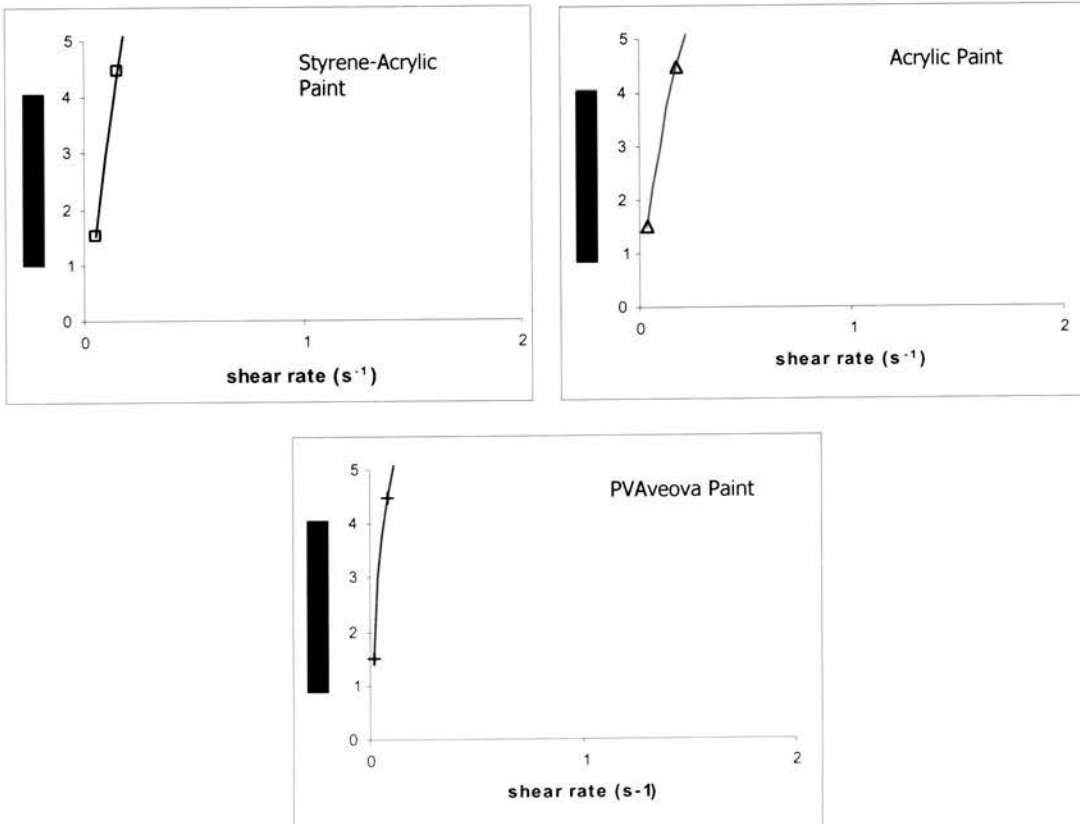 Styrene-Acrylic
Paint
5
4
3
2
1
0
0 1 2
shear rate (s⁻¹)
Acrylic Paint
5
4
3
2
1
0
0 1 2
shear rate (s⁻¹)
PVAveova Paint
5
4
3
2
1
0
0 1 2
shear rate (s-1)